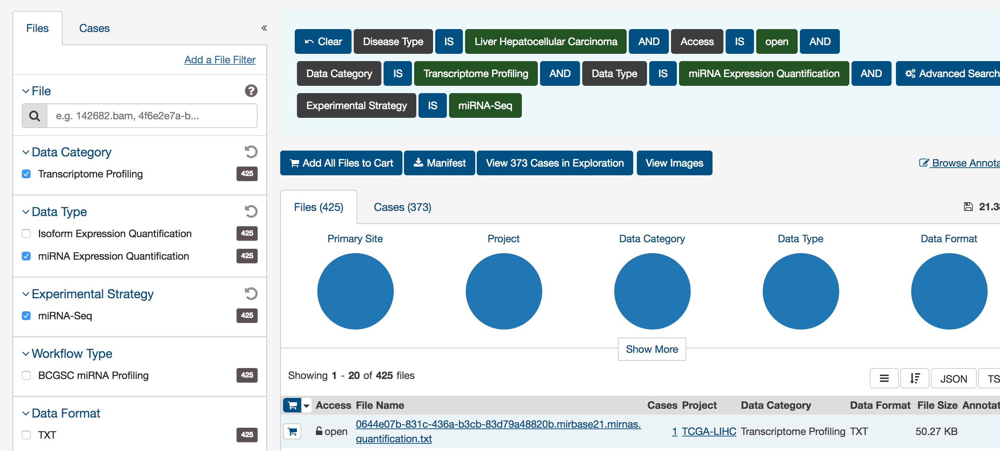 Files Cases «
Add a File Filter
File ?
e.g. 142682.bam, 4f6e2e7a-b...
Data Category
Transcriptome Profiling 425
Data Type
Isoform Expression Quantification 425
miRNA Expression Quantification 425
Experimental Strategy
miRNA-Seq 425
Workflow Type
BCGSC miRNA Profiling 425
Data Format
TXT 425
Clear Disease Type IS Liver Hepatocellular Carcinoma AND Access IS open AND
Data Category IS Transcriptome Profiling AND Data Type IS miRNA Expression Quantification AND Advanced Search
Experimental Strategy IS miRNA-Seq
Add All Files to Cart Manifest View 373 Cases in Exploration View Images Browse Annota
Files (425) Cases (373) 21.3
Primary Site Project Data Category Data Type Data Format
Show More
Showing 1 - 20 of 425 files
JSON TS
Access File Name Cases Project Data Category Data Format File Size Annotat
0644e07b-831c-436a-b3cb-83d79a48820b.mirbase21.mirnas.
open 1 TCGA-LIHC Transcriptome Profiling TXT 50.27 KB
quantification.txt